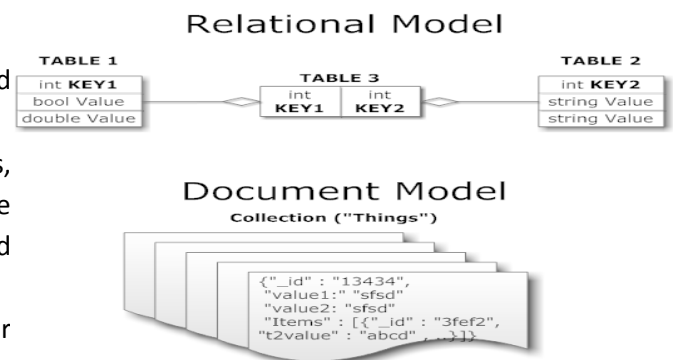 Relational Model
TABLE 1
int KEY1
bool Value
double Value
TABLE 3
int KEY1
int KEY2
TABLE 2
int KEY2
string Value
string Value
d
s,
e
d
r
Document Model
Collection ("Things")
{"_id" : "13434",
"value1:" "sfsd"
"value2: "sfsd"
"Items" : [{"_id" : "3fef2",
"t2value" : "abcd" , ..}]}